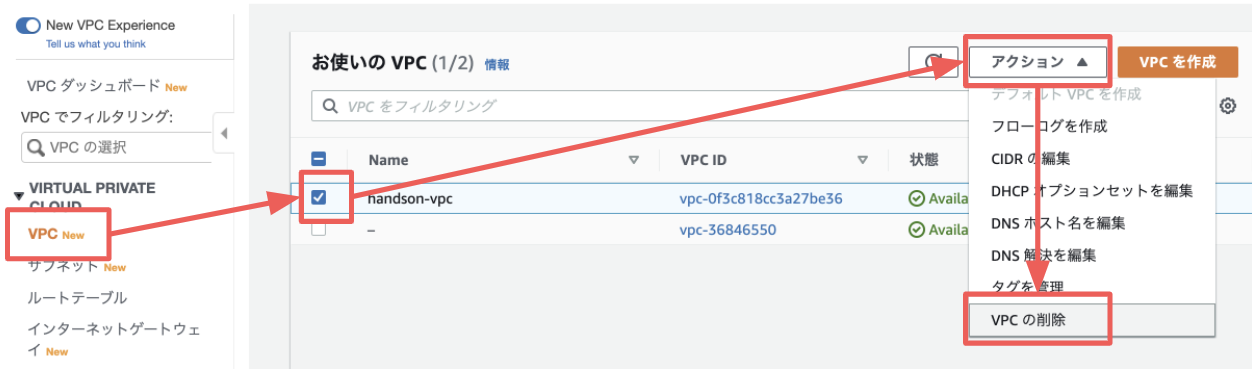 New VPC Experience
Tell us what you think
VPC ダッシュボード New
VPC でフィルタリング:
VPC の選択
VIRTUAL PRIVATE
CLOUD
VPC New
サブネット New
ルートテーブル
インターネットゲートウェ
イ New
お使いの VPC (1/2) 情報
アクション ▲
VPC を作成
VPC をフィルタリング
Name
VPC ID
状態
handson-vpc
vpc-0f3c818cc3a27be36
Availa
–
vpc-36846550
Availa
デフォルト VPC を作成
フローログを作成
CIDR の編集
DHCP オプションセットを編集
DNS ホスト名を編集
DNS 解決を編集
タグを管理
VPC の削除